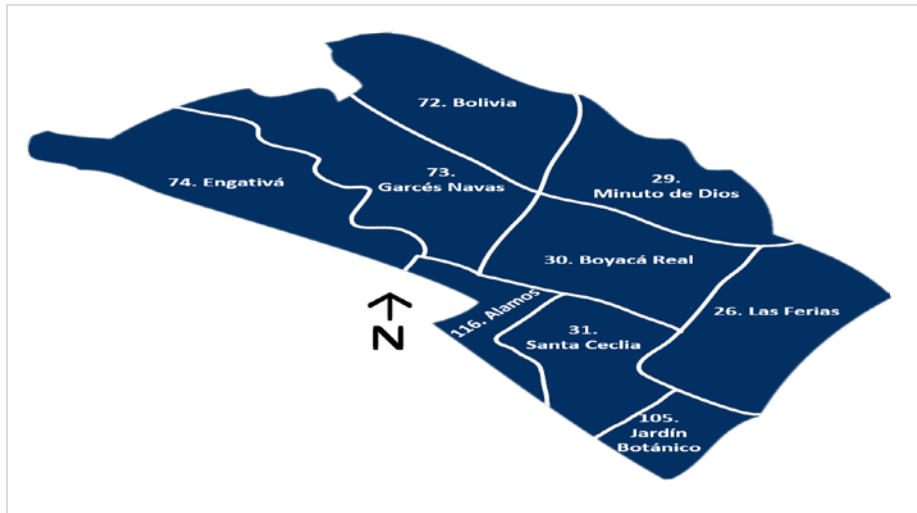 72. Bolivia
29.
Minuto de Dios
73.
Garcés Navas
74. Engativá
30. Boyacá Real
116. Alamos
26. Las Ferias
31.
Santa Ceclia
N
105.
Jardín
Botánico